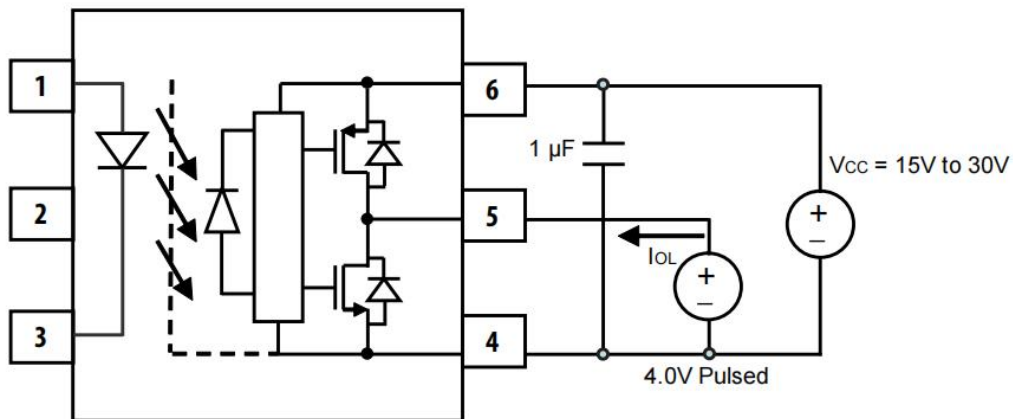 1
2
3
6
5
4
1 µF
VCC = 15V to 30V
+
–
IOL
+
–
4.0V Pulsed